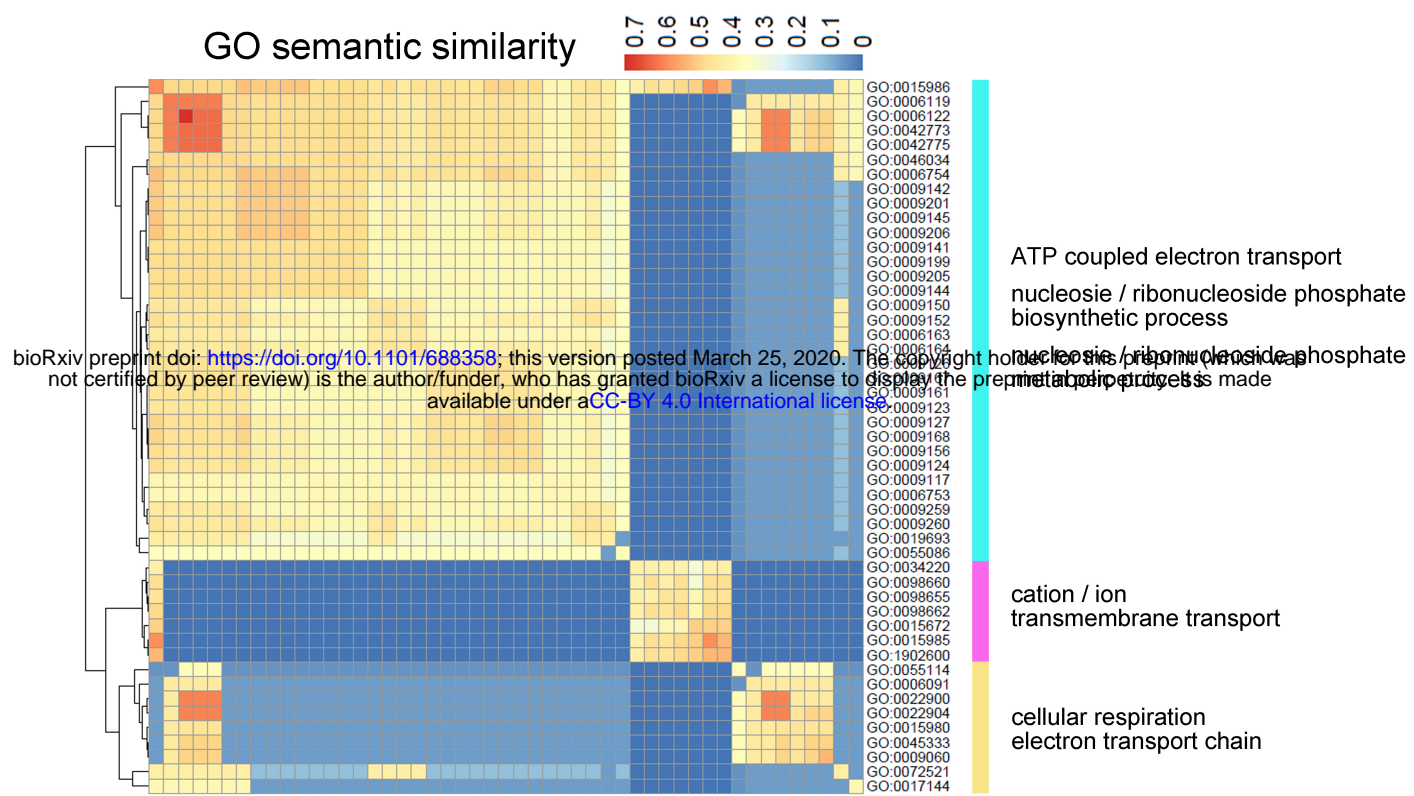 GO semantic similarity
0.7
0.6
0.5
0.4
0.3
0.2
0.1
0
GO:0015986
GO:0006119
GO:0006122
GO:0042773
GO:0042775
GO:0046034
GO:0006754
GO:0009142
GO:0009201
GO:0009145
GO:0009206
GO:0009141
GO:0009199
GO:0009205
GO:0009144
GO:0009150
GO:0009152
GO:0006163
GO:0006164
GO:0009161
GO:0009123
GO:0009127
GO:0009168
GO:0009156
GO:0009124
GO:0009117
GO:0006753
GO:0009259
GO:0009260
GO:0019693
GO:0055086
GO:0034220
GO:0098660
GO:0098655
GO:0098662
GO:0015672
GO:0015985
GO:1902600
GO:0055114
GO:0006091
GO:0022900
GO:0022904
GO:0015980
GO:0045333
GO:0009060
GO:0072521
GO:0017144
ATP coupled electron transport
nucleosie / ribonucleoside phosphate
biosynthetic process
nucleosie / ribonucleoside phosphate
metabolic process
cation / ion
transmembrane transport
cellular respiration
electron transport chain
bioRxiv preprint doi: https://doi.org/10.1101/688358; this version posted March 25, 2020. The copyright holder for this preprint (which was
not certified by peer review) is the author/funder, who has granted bioRxiv a license to display the preprint in perpetuity. It is made
available under aCC-BY 4.0 International license.